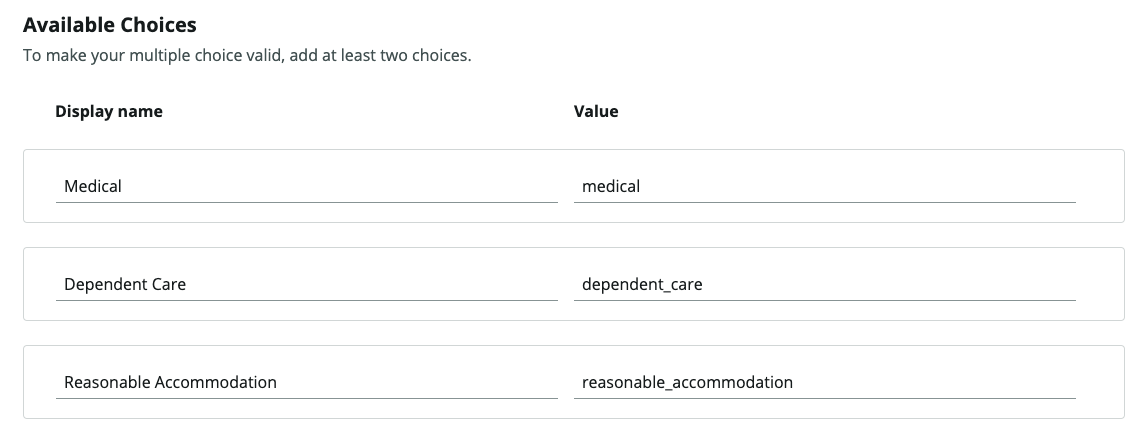 Available Choices
To make your multiple choice valid, add at least two choices.
Display name Value
Medical medical
Dependent Care dependent_care
Reasonable Accommodation reasonable_accommodation